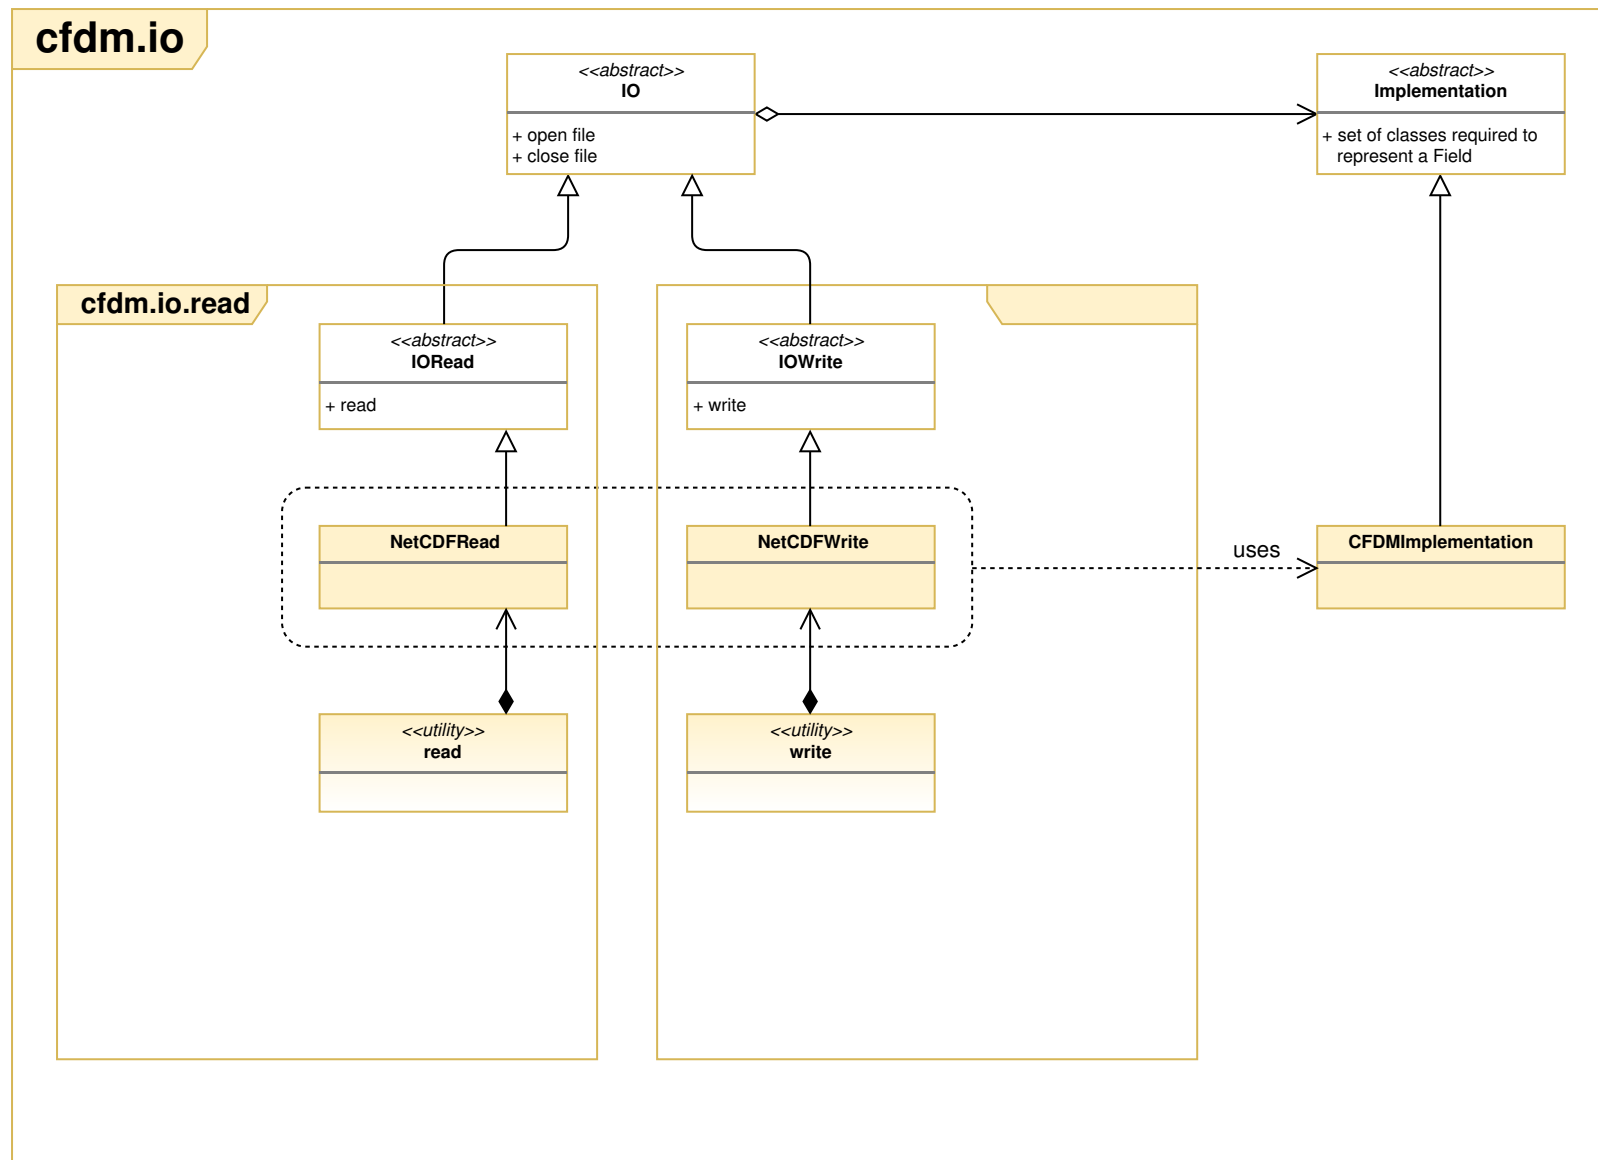 cfdm.io
<<abstract>>
IO
+ open file
+ close file
<<abstract>>
Implementation
+ set of classes required to
represent a Field
cfdm.io.read
<<abstract>>
IORead
+ read
<<abstract>>
IOWrite
+ write
NetCDFRead
NetCDFWrite
uses
CFDMImplementation
<<utility>>
read
<<utility>>
write